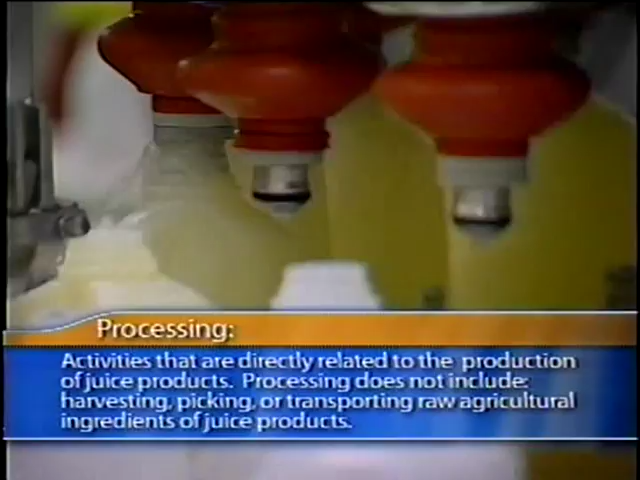 Processing:
Activities that are directly related to the production
of juice products. Processing does not include:
harvesting, picking, or transporting raw agricultural
ingredients of juice products.